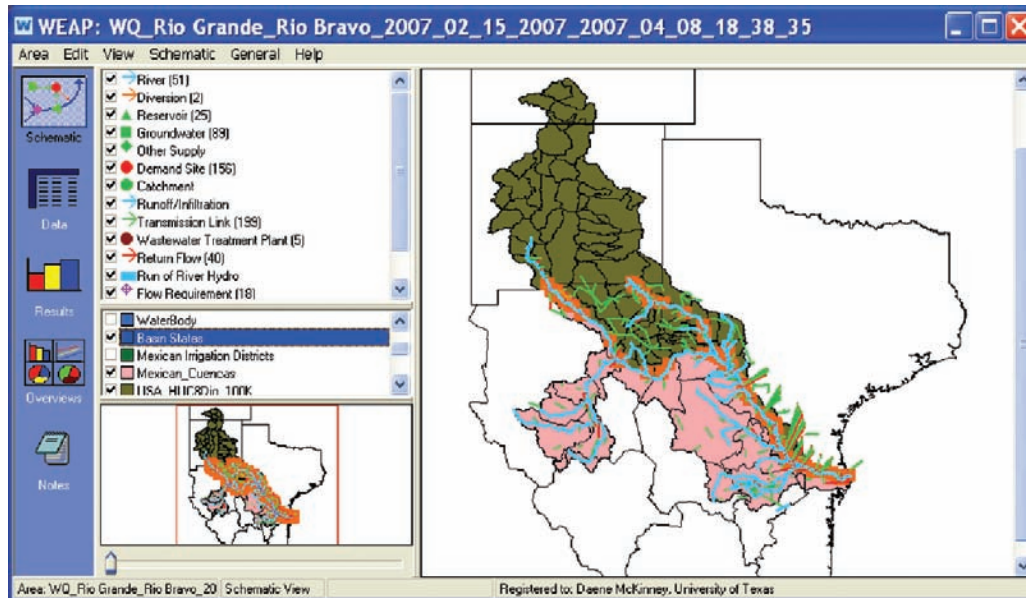 WEAP: WQ_Rio Grande_Rio Bravo_2007_02_15_2007_2007_04_08_18_38_35
Area Edit View Schematic General Help
Schematic
Data
Results
Overviews
Notes
River (51)
Diversion (2)
Reservoir (25)
Groundwater (89)
Other Supply
Demand Site (156)
Catchment
Runoff/Infiltration
Transmission Link (199)
Wastewater Treatment Plant (5)
Return Flow (40)
Run of River Hydro
Flow Requirement (18)
WaterBody
Basin States
Mexican Irrigation Districts
Mexican_Cuencas
USA_HUC8Dig_100K
Area: WQ_Rio Grande_Rio Bravo_20 Schematic View Registered to: Daene McKinney, University of Texas